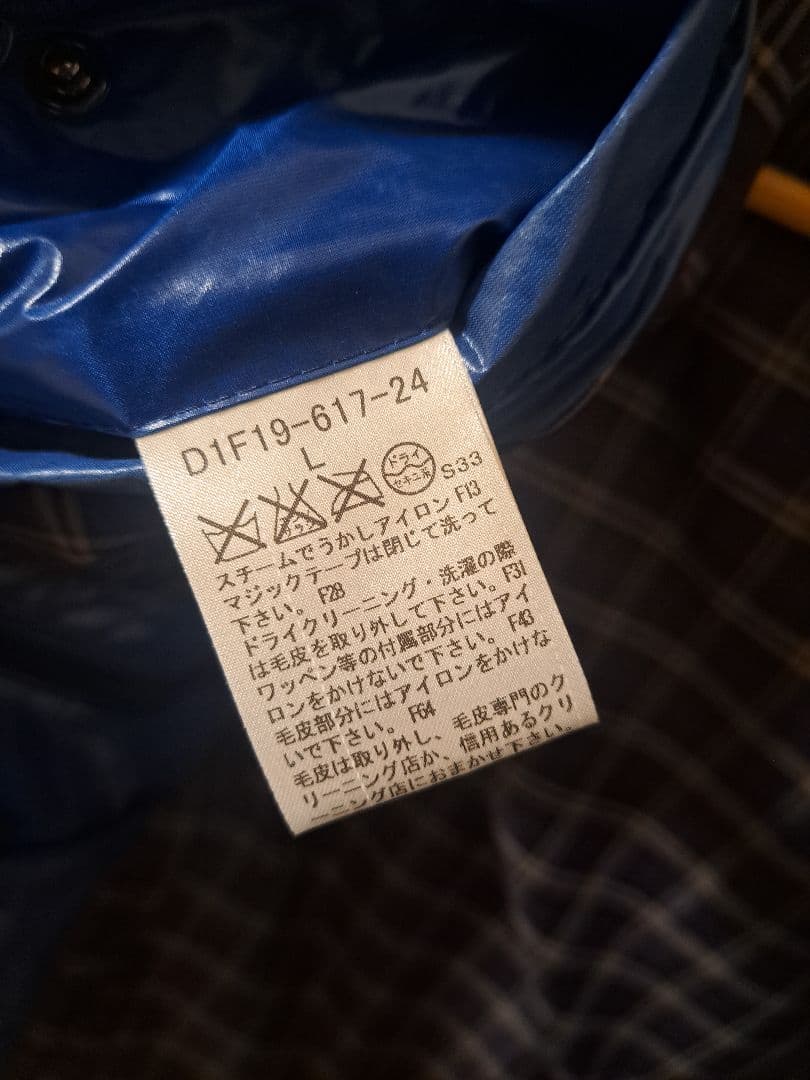 D1F19-617-24
L
ドライ
セキユ系
S33
スチームでうかしアイロン F13
マジックテープは閉じて洗って
下さい。 F28
ドライクリーニング・洗濯の際
は毛皮を取り外して下さい。 F31
ワッペン等の付属部分にはアイ
ロンをかけないで下さい。 F43
毛皮部分にはアイロンをかけな
いで下さい。 F64
毛皮は取り外し、毛皮専門のク
リーニング店か、信用あるクリ
ーニング店におまかせ下さい。